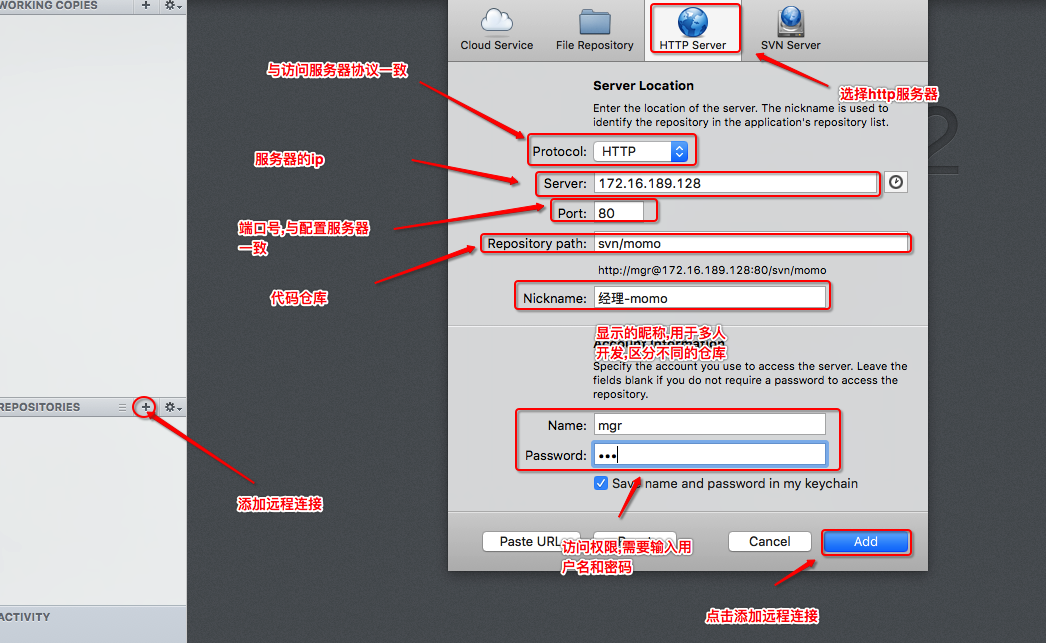 WORKING COPIES
Cloud Service
File Repository
HTTP Server
SVN Server
与访问服务器协议一致
选择http服务器
Server Location
Enter the location of the server. The nickname is used to
identify the repository in the application's repository list.
2
Protocol: HTTP
服务器的ip
Server: 172.16.189.128
端口号,与配置服务器
一致
Port: 80
Repository path: svn/momo
http://mgr@172.16.189.128:80/svn/momo
代码仓库
Nickname: 经理-momo
显示的昵称,用于多人
开发,区分不同的仓库
Account Information
Specify the account you use to access the server. Leave the
fields blank if you do not require a password to access the
repository.
REPOSITORIES
Name: mgr
Password: •••
Save name and password in my keychain
添加远程连接
Paste URL
Cancel
Add
访问权限,需要输入用
户名和密码
点击添加远程连接
ACTIVITY